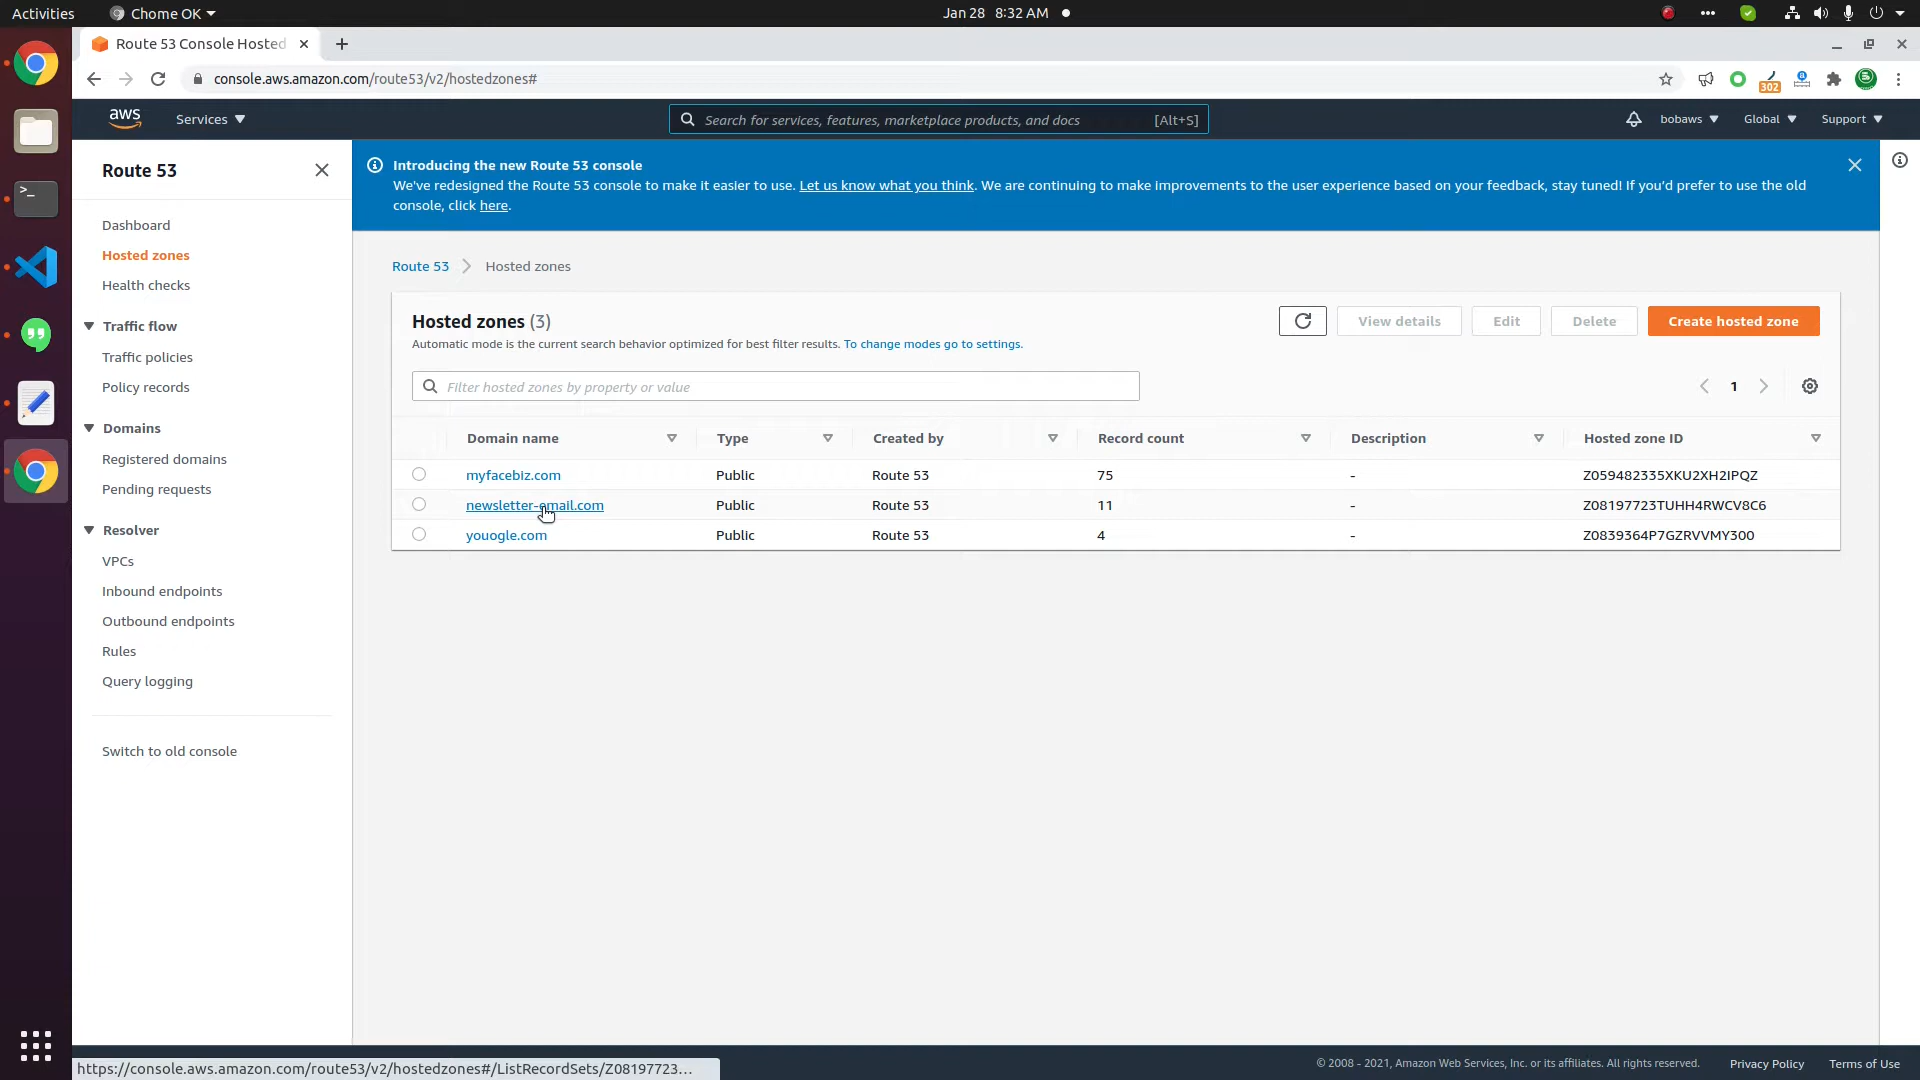 Activities
Chome OK
Jan 28 8:32 AM
Route 53 Console Hosted
console.aws.amazon.com/route53/v2/hostedzones#
302
aws
Services
Search for services, features, marketplace products, and docs
[Alt+S]
bobaws
Global
Support
Route 53
Dashboard
Hosted zones
Health checks
Traffic flow
Traffic policies
Policy records
Domains
Registered domains
Pending requests
Resolver
VPCs
Inbound endpoints
Outbound endpoints
Rules
Query logging
Switch to old console
Introducing the new Route 53 console
We've redesigned the Route 53 console to make it easier to use. Let us know what you think. We are continuing to make improvements to the user experience based on your feedback, stay tuned! If you'd prefer to use the old
console, click here.
Route 53 > Hosted zones
Hosted zones (3)
Automatic mode is the current search behavior optimized for best filter results. To change modes go to settings.
View details
Edit
Delete
Create hosted zone
Filter hosted zones by property or value
1
Domain name Type Created by Record count Description Hosted zone ID
myfacebiz.com Public Route 53 75 - Z059482335XKU2XH2IPQZ
newsletter-email.com Public Route 53 11 - Z08197723TUHH4RWCV8C6
youogle.com Public Route 53 4 - Z0839364P7GZRVVMY300
https://console.aws.amazon.com/route53/v2/hostedzones#/ListRecordSets/Z08197723...
© 2008 - 2021, Amazon Web Services, Inc. or its affiliates. All rights reserved.
Privacy Policy
Terms of Use